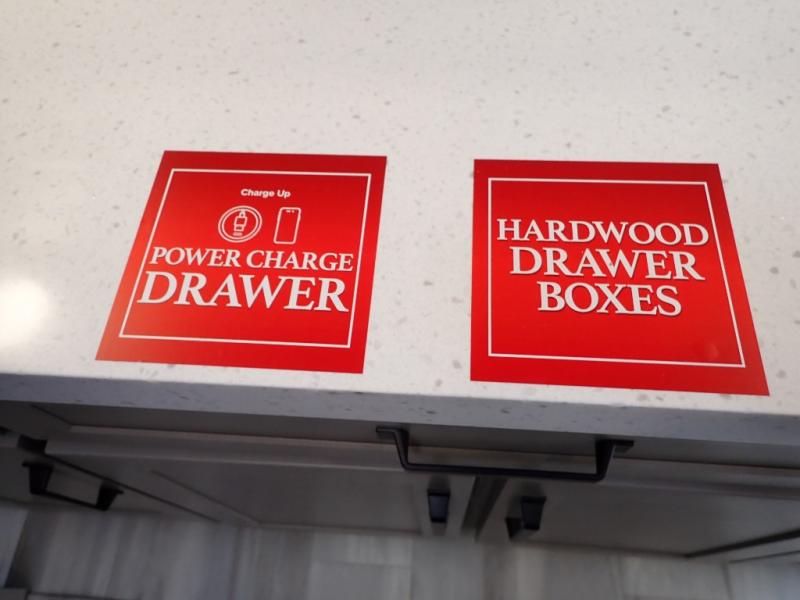 Charge Up
POWER CHARGE
DRAWER
HARDWOOD
DRAWER
BOXES